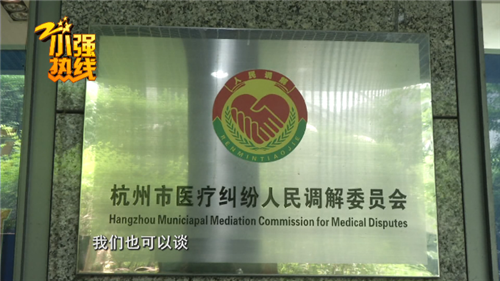 小强热线
人民调解
RENMINTIAOJIE
杭州市医疗纠纷人民调解委员会
Hangzhou Municiapal Mediation Commission for Medical Disputes
我们也可以谈